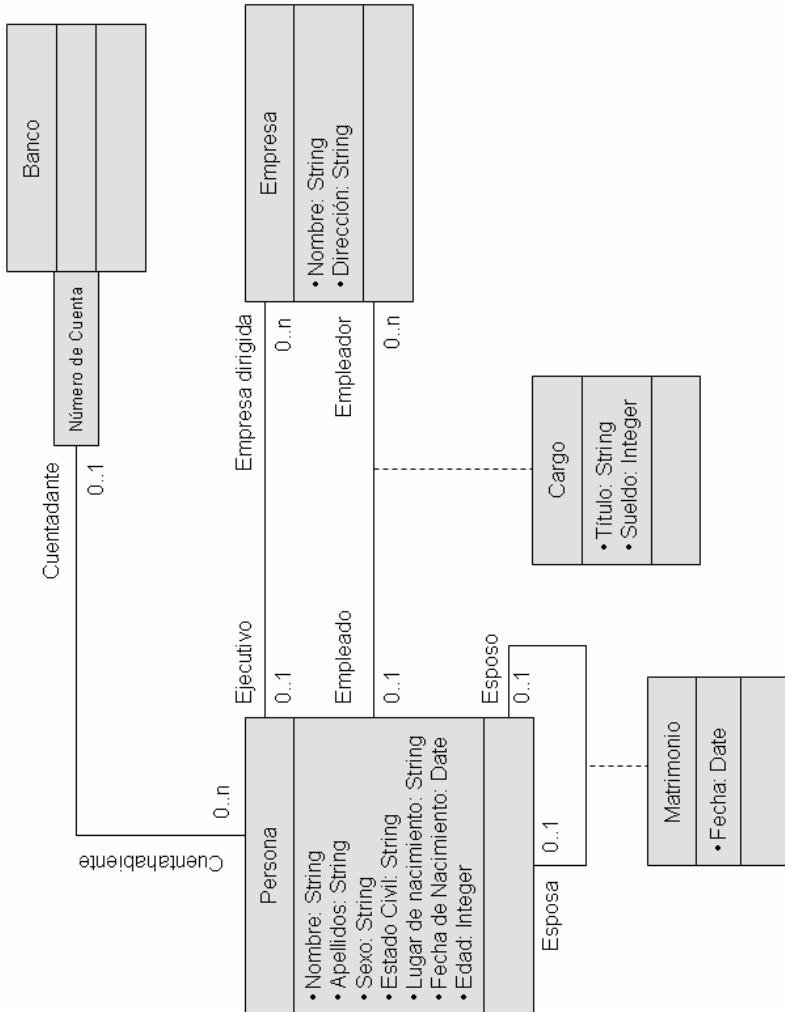 Banco
Número de Cuenta
Cuentadante
0..1
Cuentahabiente
0..n
Empresa
• Nombre: String
• Dirección: String
Empresa dirigida
0..n
Ejecutivo
0..1
Empleador
0..n
Empleado
0..1
Cargo
• Título: String
• Sueldo: Integer
Persona
• Nombre: String
• Apellidos: String
• Sexo: String
• Estado Civil: String
• Lugar de nacimiento: String
• Fecha de Nacimiento: Date
• Edad: Integer
Esposo
0..1
Esposa
0..1
Matrimonio
• Fecha: Date